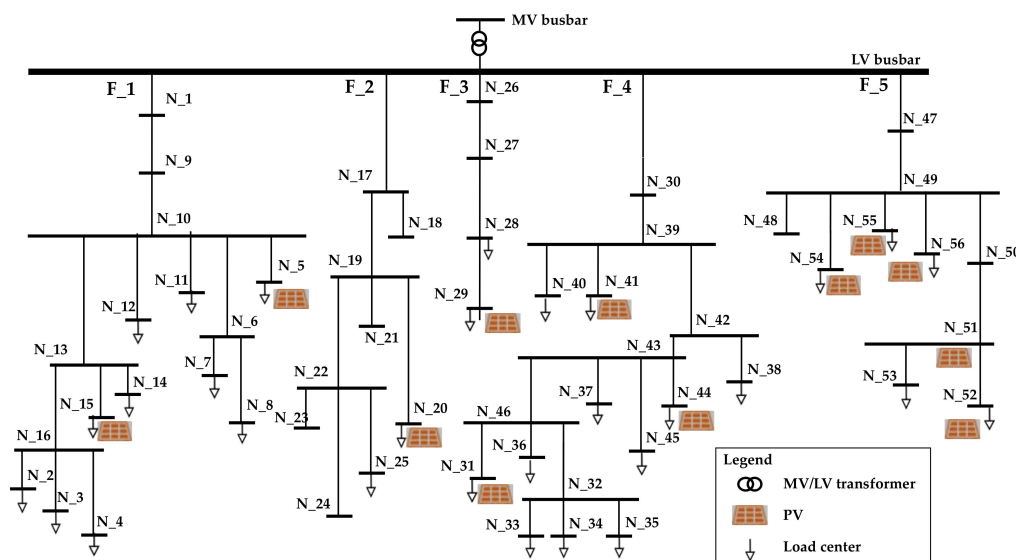 MV busbar
LV busbar
F_1
F_2
F_3
F_4
F_5
N_26
N_1
N_47
N_27
N_9
N_17
N_30
N_49
N_10
N_18
N_28
N_39
N_48
N_55
N_56
N_50
N_5
N_11
N_19
N_29
N_40
N_41
N_54
N_12
N_6
N_21
N_42
N_51
N_13
N_7
N_14
N_43
N_38
N_53
N_22
N_37
N_44
N_52
N_15
N_8
N_23
N_20
N_46
N_16
N_36
N_45
N_2
N_25
N_31
N_3
N_24
N_32
N_4
N_33
N_34
N_35
Legend
MV/LV transformer
PV
Load center